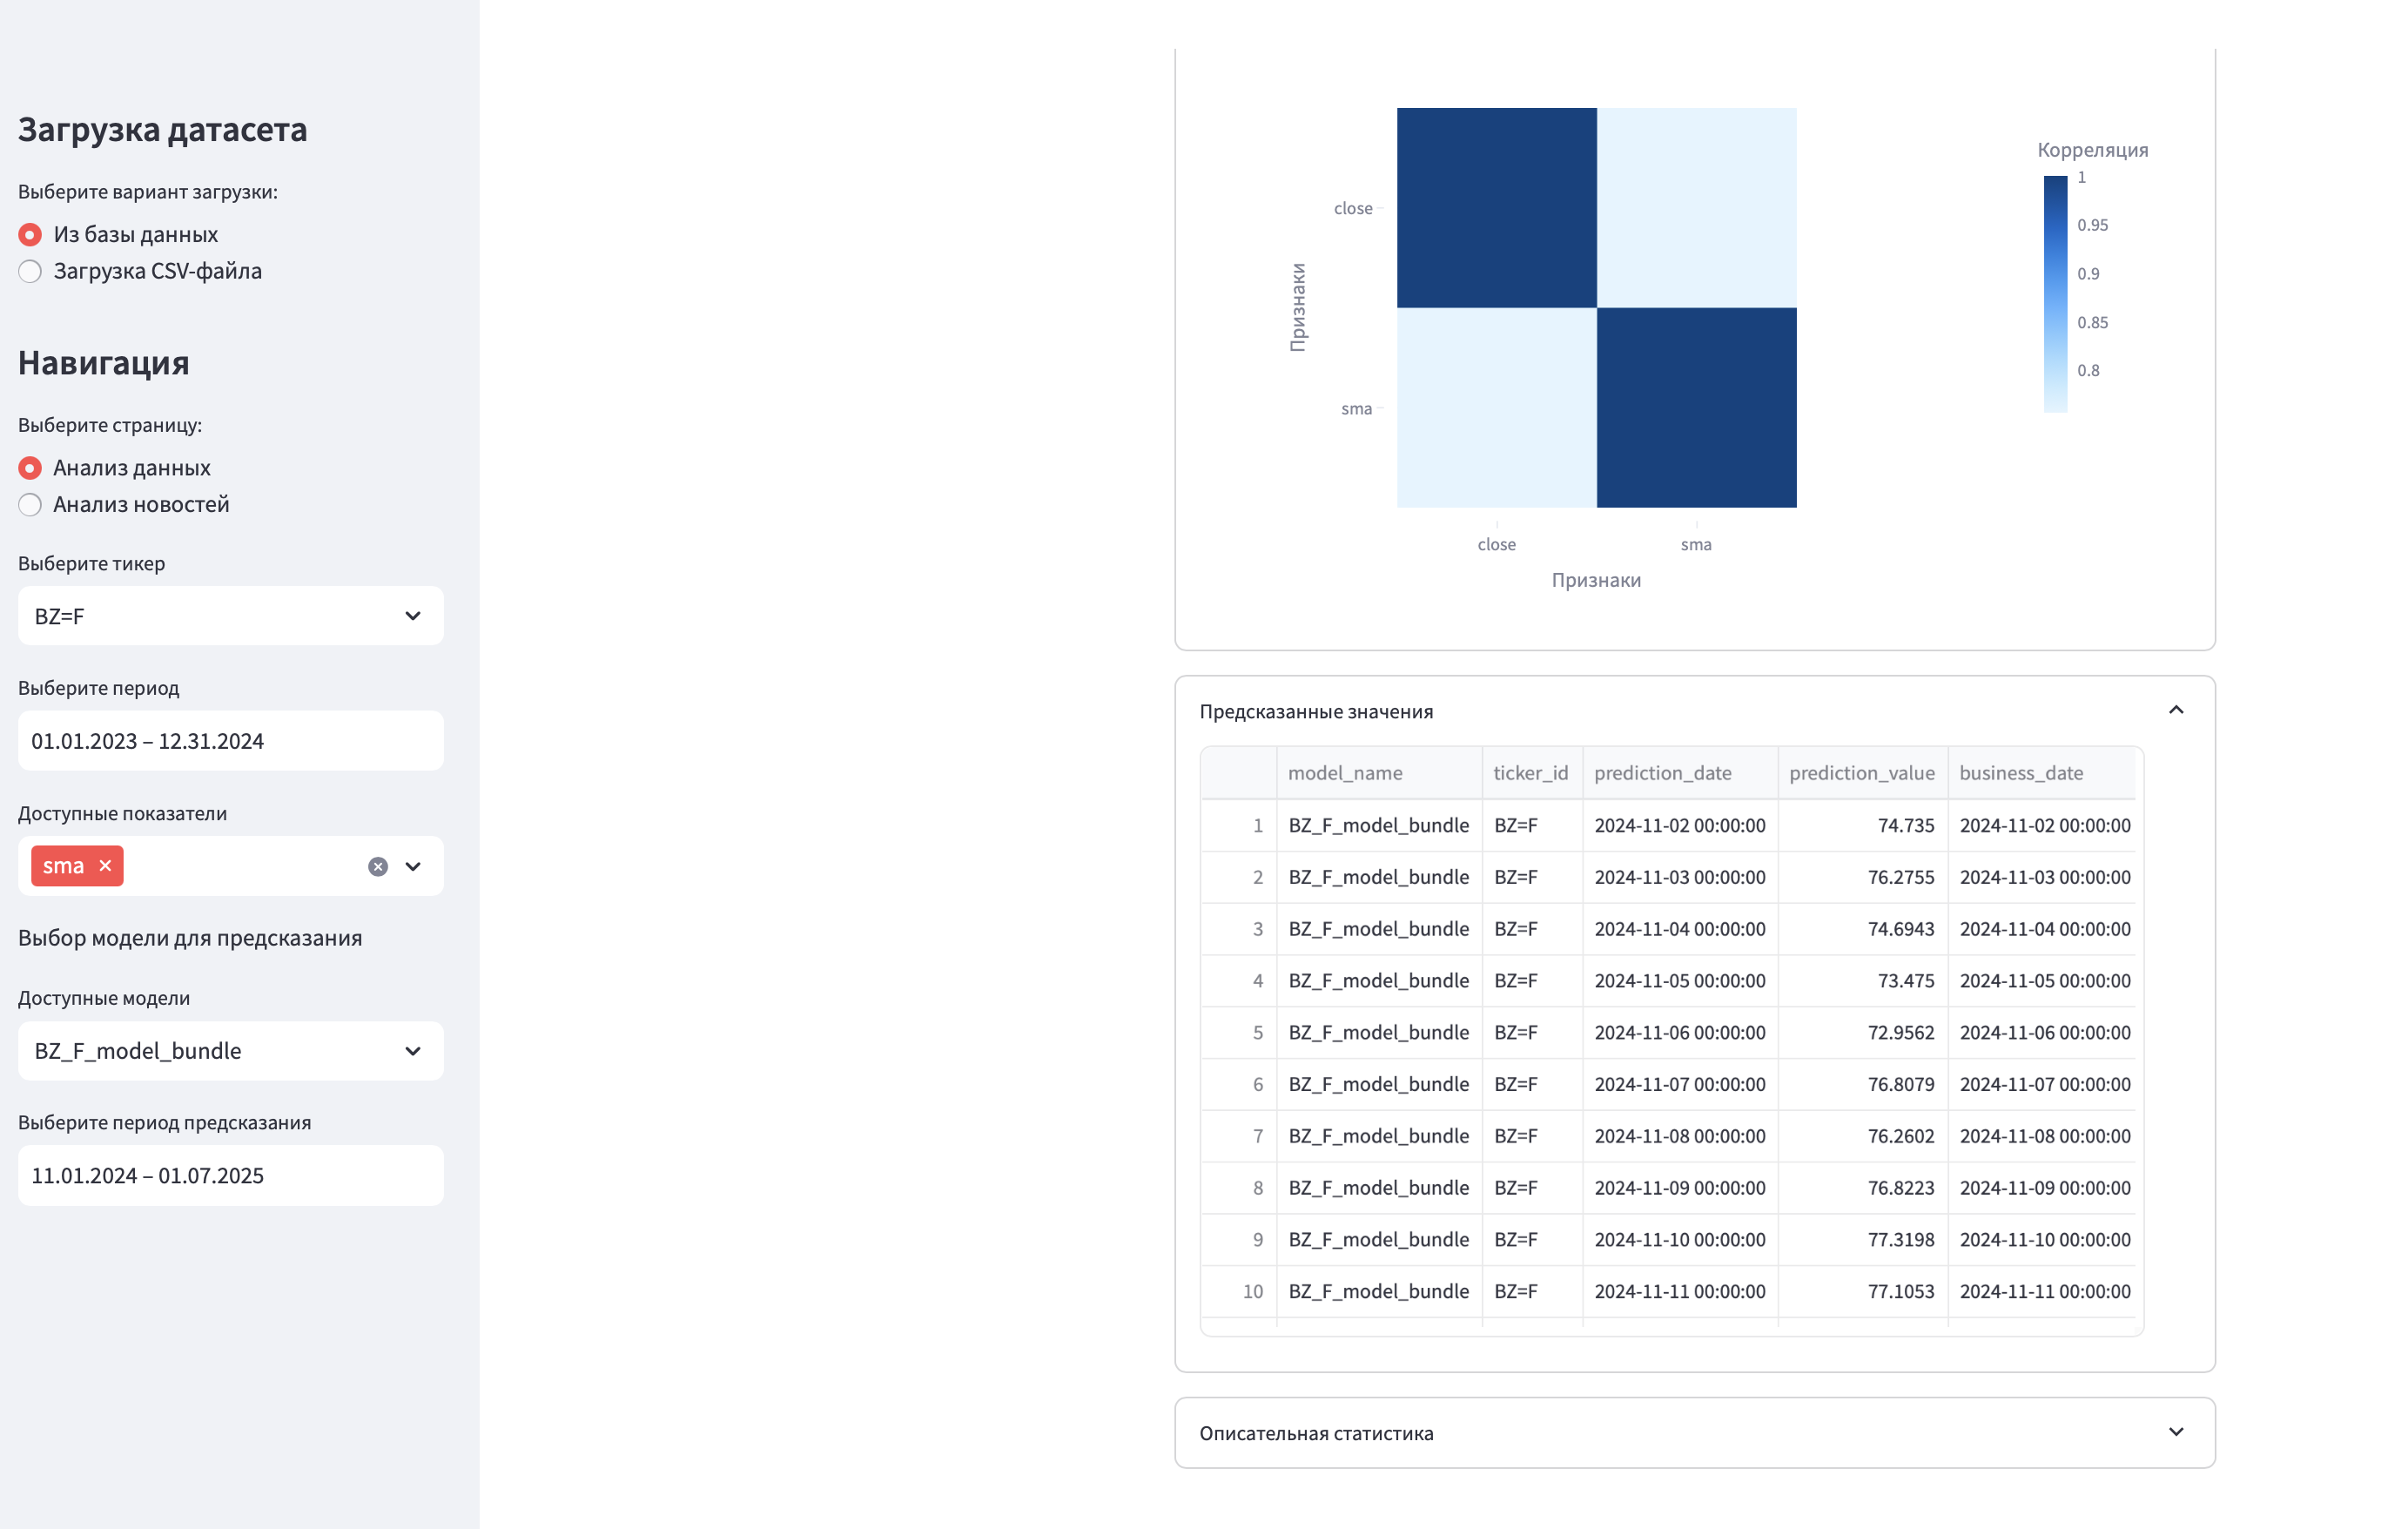 Загрузка датасета
Выберите вариант загрузки:
Из базы данных
Загрузка CSV-файла
Навигация
Выберите страницу:
Анализ данных
Анализ новостей
Выберите тикер
BZ=F
Выберите период
01.01.2023 – 12.31.2024
Доступные показатели
sma
Выбор модели для предсказания
Доступные модели
BZ_F_model_bundle
Выберите период предсказания
11.01.2024 – 01.07.2025
Корреляция
1
0.95
0.9
0.85
0.8
Признаки
close
sma
close sma
Признаки
Предсказанные значения
model_name ticker_id prediction_date prediction_value business_date
1 BZ_F_model_bundle BZ=F 2024-11-02 00:00:00 74.735 2024-11-02 00:00:00
2 BZ_F_model_bundle BZ=F 2024-11-03 00:00:00 76.2755 2024-11-03 00:00:00
3 BZ_F_model_bundle BZ=F 2024-11-04 00:00:00 74.6943 2024-11-04 00:00:00
4 BZ_F_model_bundle BZ=F 2024-11-05 00:00:00 73.475 2024-11-05 00:00:00
5 BZ_F_model_bundle BZ=F 2024-11-06 00:00:00 72.9562 2024-11-06 00:00:00
6 BZ_F_model_bundle BZ=F 2024-11-07 00:00:00 76.8079 2024-11-07 00:00:00
7 BZ_F_model_bundle BZ=F 2024-11-08 00:00:00 76.2602 2024-11-08 00:00:00
8 BZ_F_model_bundle BZ=F 2024-11-09 00:00:00 76.8223 2024-11-09 00:00:00
9 BZ_F_model_bundle BZ=F 2024-11-10 00:00:00 77.3198 2024-11-10 00:00:00
10 BZ_F_model_bundle BZ=F 2024-11-11 00:00:00 77.1053 2024-11-11 00:00:00
Описательная статистика